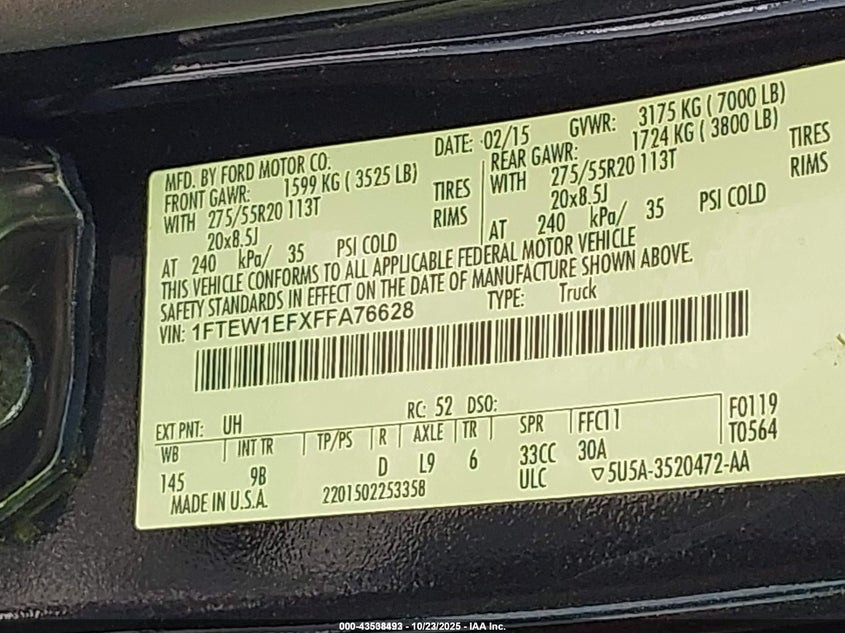 MFD. BY FORD MOTOR CO.
DATE: 02/15
GVWR: 3175 KG ( 7000 LB)
FRONT GAWR: 1599 KG ( 3525 LB)
WITH 275/55R20 113T TIRES
20x8.5J RIMS
AT 240 kPa/ 35 PSI COLD
REAR GAWR: 1724 KG ( 3800 LB)
WITH 275/55R20 113T TIRES
20x8.5J RIMS
AT 240 kPa/ 35 PSI COLD
THIS VEHICLE CONFORMS TO ALL APPLICABLE FEDERAL MOTOR VEHICLE
SAFETY STANDARDS IN EFFECT ON THE DATE OF MANUFACTURE SHOWN ABOVE.
VIN: 1FTEW1EFXFFA76628
TYPE: Truck
EXT PNT: UH RC: 52 DSO:
WB INT TR TP/PS R AXLE TR SPR FFC11 F0119
145 9B D L9 6 33CC 30A T0564
MADE IN U.S.A. 2201502253358 ULC ▽5U5A-3520472-AA
000-43508493 - 10/23/2025 - IAA Inc.